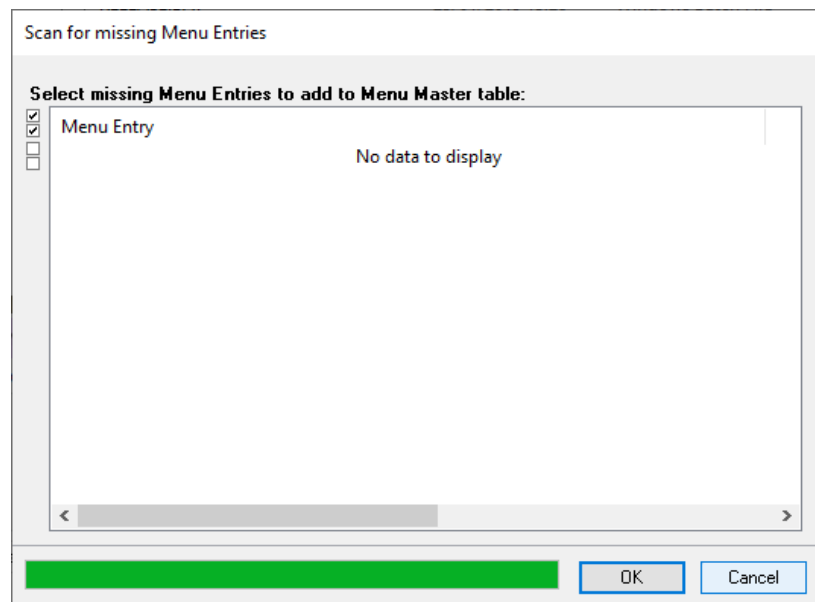 Scan for missing Menu Entries
Select missing Menu Entries to add to Menu Master table:
Menu Entry
No data to display
OK Cancel